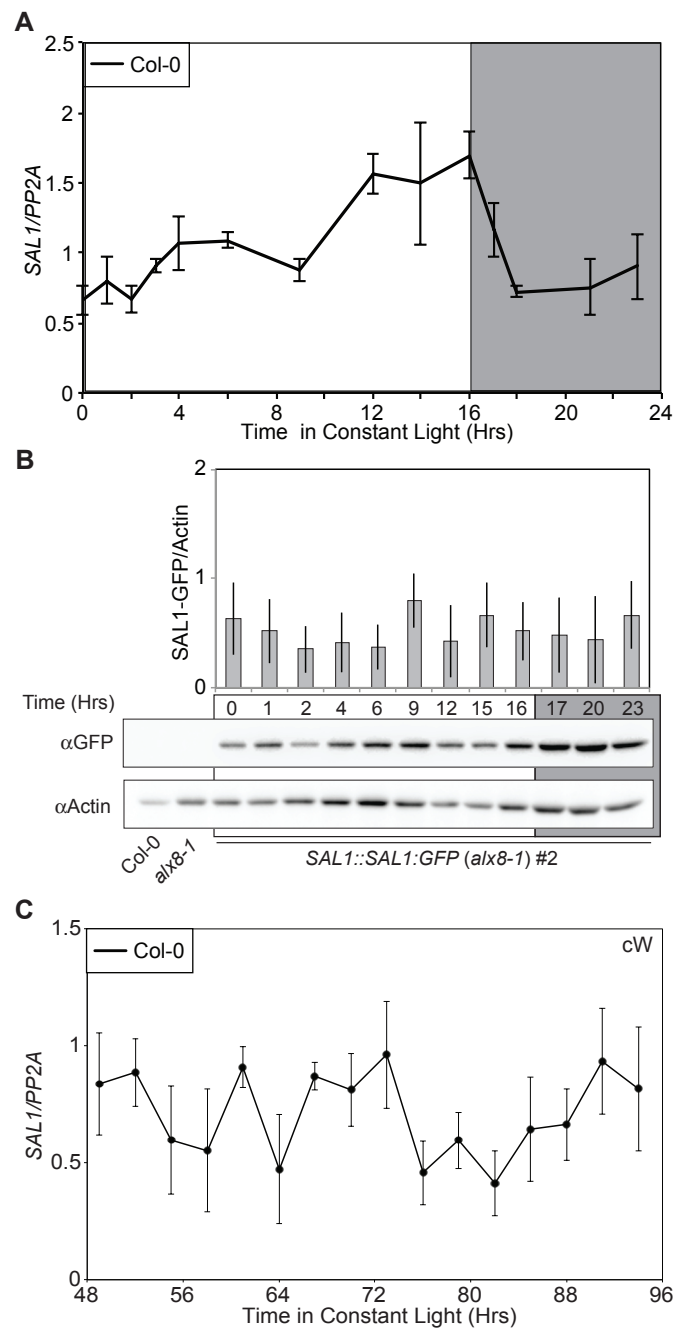 A
2.5
2
1.5
1
0.5
0
SAL1/PP2A
Col-0
0 4 8 12 16 20 24
Time in Constant Light (Hrs)
B
2
1
0
SAL1-GFP/Actin
Time (Hrs) 0 1 2 4 6 9 12 15 16 17 20 23
αGFP
αActin
Col-0
alx8-1
SAL1::SAL1:GFP (alx8-1) #2
C
1.5
1
0.5
0
SAL1/PP2A
Col-0
cW
48 56 64 72 80 88 96
Time in Constant Light (Hrs)